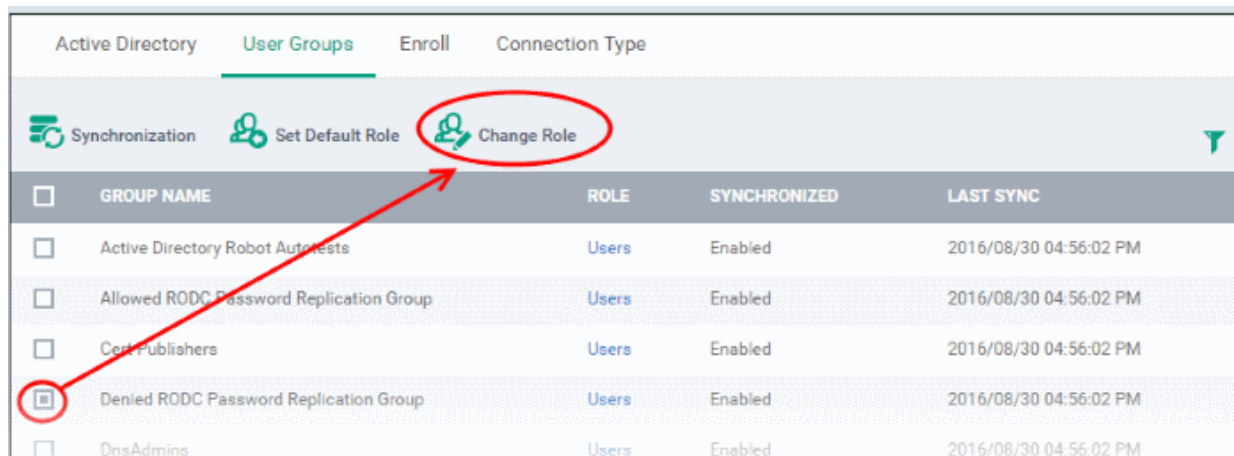 Active Directory User Groups Enroll Connection Type
Synchronization Set Default Role Change Role
GROUP NAME ROLE SYNCHRONIZED LAST SYNC
Active Directory Robot Autotests Users Enabled 2016/08/30 04:56:02 PM
Allowed RODC Password Replication Group Users Enabled 2016/08/30 04:56:02 PM
Cert Publishers Users Enabled 2016/08/30 04:56:02 PM
Denied RODC Password Replication Group Users Enabled 2016/08/30 04:56:02 PM
DnsAdmins Users Enabled 2016/08/30 04:56:02 PM